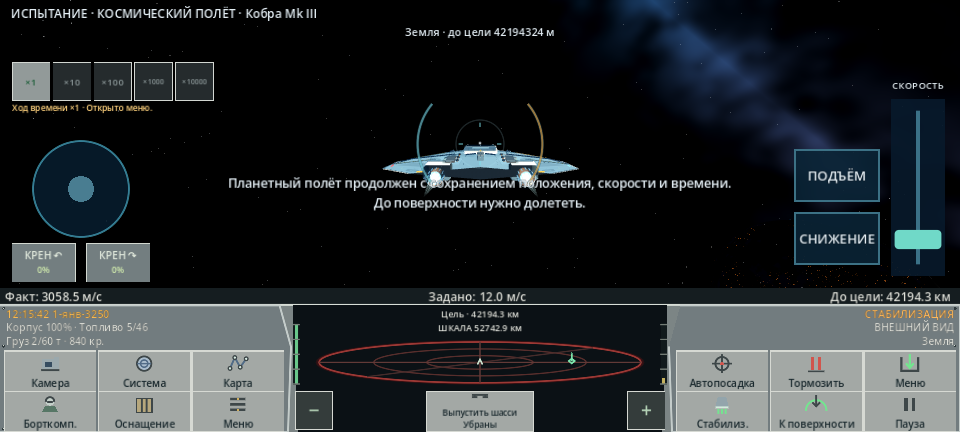 ИСПЫТАНИЕ · КОСМИЧЕСКИЙ ПОЛЁТ · Кобра Mk III
Земля · до цели 42194324 м
×1 ×10 ×100 ×1000 ×10000
Ход времени ×1 · Открыто меню.
СКОРОСТЬ
ПОДЪЁМ
Планетный полёт продолжен с сохранением положения, скорости и времени.
До поверхности нужно долететь.
СНИЖЕНИЕ
КРЕН↶ КРЕН↷
0% 0%
Факт: 3058.5 м/с Задано: 12.0 м/с До цели: 42194.3 км
12:15:42 1-янв-3250
Корпус 100% · Топливо 5/46
Груз 2/60 т · 840 кр.
Цель · 42194.3 км
ШКАЛА 52742.9 км
СТАБИЛИЗАЦИЯ
ВНЕШНИЙ ВИД
Земля
Камера Система Карта
Автопосадка Тормозить Меню
Борткомп. Оснащение Меню
− Выпустить шасси +
Убраны
Стабилиз. К поверхности Пауза